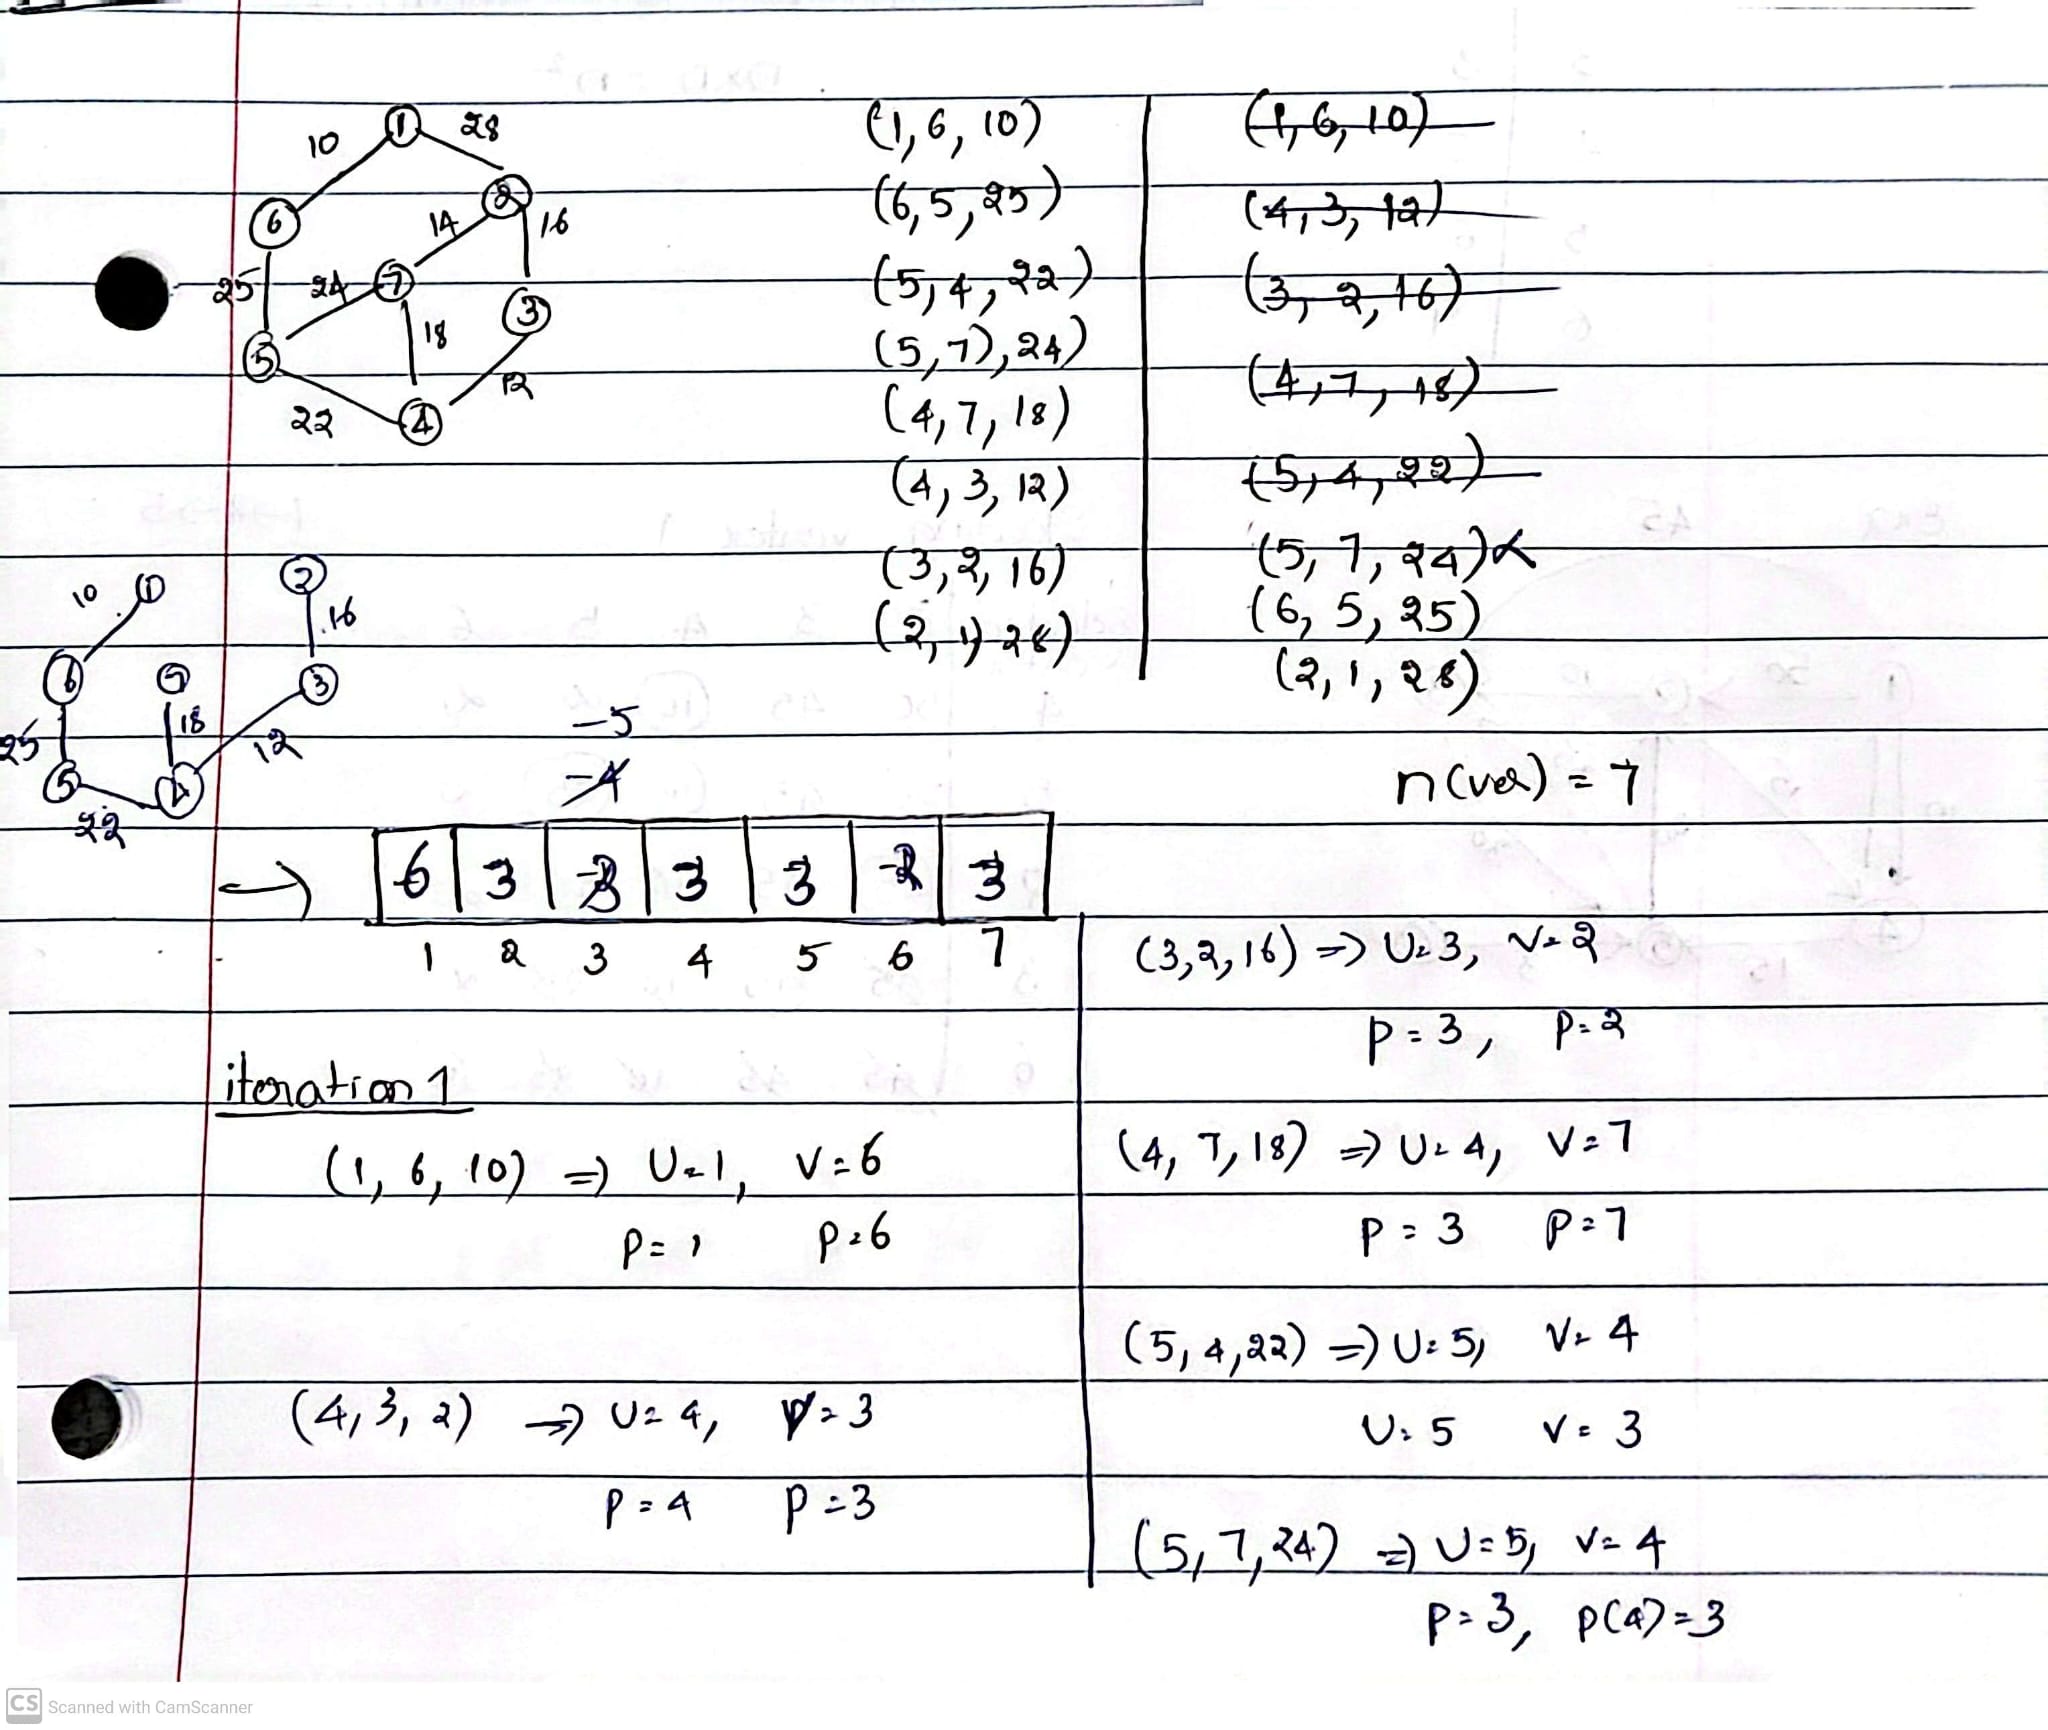 1
28
10
2
6
14
16
7
25
24
3
18
5
12
22
4
(1, 6, 10)
(6, 5, 25)
(5, 4, 22)
(5, 7), 24)
(4, 7, 18)
(4, 3, 12)
(3, 2, 16)
(2, 1) 28)
(1, 6, 10)
(4, 3, 12)
(3, 2, 16)
(4, 7, 18)
(5, 4, 22)
(5, 7, 24) x
(6, 5, 25)
(2, 1, 28)
n(ver) = 7
10
1
2
16
6
7
3
18
25
12
5
4
22
-5
-4
→ 6 3 3 3 -2 3
1 2 3 4 5 6 7
iteration 1
(1, 6, 10) ⇒ U=1, V=6
P=1 P=6
(4, 3, 2) ⇒ U=4, V=3
P=4 P=3
(3, 2, 16) ⇒ U=3, V=2
P=3, P=2
(4, 7, 18) ⇒ U=4, V=7
P=3 P=7
(5, 4, 22) ⇒ U=5, V=4
U=5 V=3
(5, 7, 24) ⇒ U=5, V=4
P=3, P(4)=3
CS Scanned with CamScanner